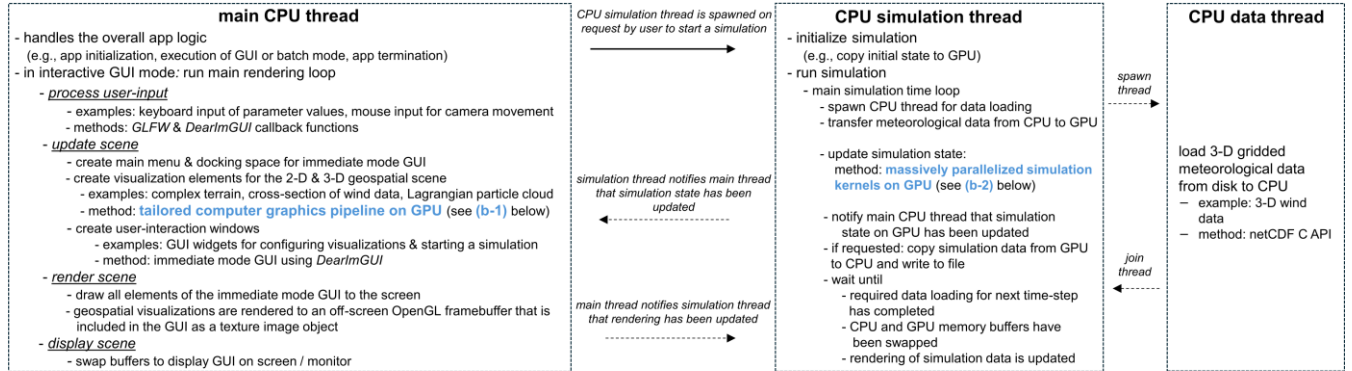 main CPU thread
- handles the overall app logic
(e.g., app initialization, execution of GUI or batch mode, app termination)
- in interactive GUI mode: run main rendering loop
- process user-input
- examples: keyboard input of parameter values, mouse input for camera movement
- methods: GLFW & DearImGUI callback functions
- update scene
- create main menu & docking space for immediate mode GUI
- create visualization elements for the 2-D & 3-D geospatial scene
- examples: complex terrain, cross-section of wind data, Lagrangian particle cloud
- method: tailored computer graphics pipeline on GPU (see (b-1) below)
- create user-interaction windows
- examples: GUI widgets for configuring visualizations & starting a simulation
- method: immediate mode GUI using DearImGUI
- render scene
- draw all elements of the immediate mode GUI to the screen
- geospatial visualizations are rendered to an off-screen OpenGL framebuffer that is
included in the GUI as a texture image object
- display scene
- swap buffers to display GUI on screen / monitor
CPU simulation thread is spawned on
request by user to start a simulation
simulation thread notifies main thread
that simulation state has been
updated
main thread notifies simulation thread
that rendering has been updated
CPU simulation thread
- initialize simulation
(e.g., copy initial state to GPU)
- run simulation
- main simulation time loop
- spawn CPU thread for data loading
- transfer meteorological data from CPU to GPU
- update simulation state:
method: massively parallelized simulation
kernels on GPU (see (b-2) below)
- notify main CPU thread that simulation
state on GPU has been updated
- if requested: copy simulation data from GPU
to CPU and write to file
- wait until
- required data loading for next time-step
has completed
- CPU and GPU memory buffers have
been swapped
- rendering of simulation data is updated
spawn
thread
join
thread
CPU data thread
load 3-D gridded
meteorological data
from disk to CPU
– example: 3-D wind
data
– method: netCDF C API